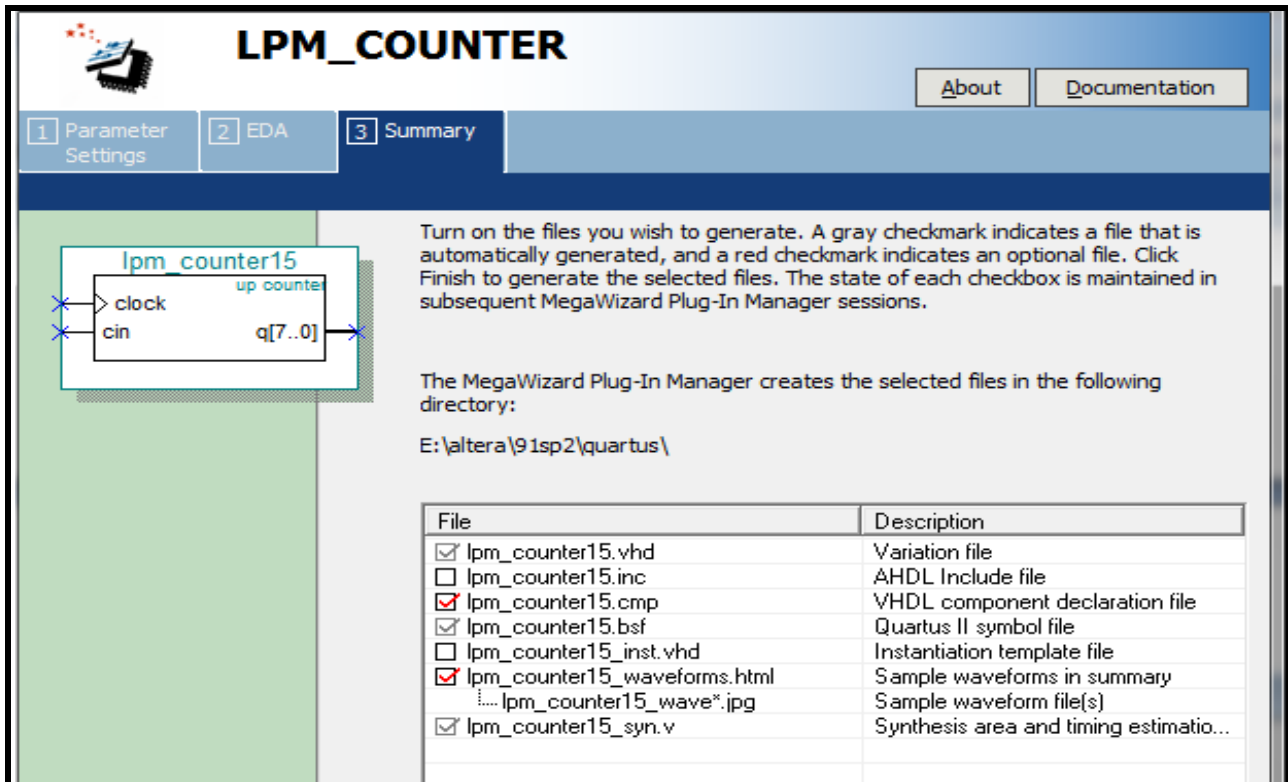 LPM_COUNTER
About
Documentation
1 Parameter Settings
2 EDA
3 Summary
lpm_counter15
up counter
clock
cin
q[7..0]
Turn on the files you wish to generate. A gray checkmark indicates a file that is
automatically generated, and a red checkmark indicates an optional file. Click
Finish to generate the selected files. The state of each checkbox is maintained in
subsequent MegaWizard Plug-In Manager sessions.
The MegaWizard Plug-In Manager creates the selected files in the following
directory:
E:\altera\91sp2\quartus\
File Description
lpm_counter15.vhd Variation file
lpm_counter15.inc AHDL Include file
lpm_counter15.cmp VHDL component declaration file
lpm_counter15.bsf Quartus II symbol file
lpm_counter15_inst.vhd Instantiation template file
lpm_counter15_waveforms.html Sample waveforms in summary
lpm_counter15_wave*.jpg Sample waveform file(s)
lpm_counter15_syn.v Synthesis area and timing estimatio...